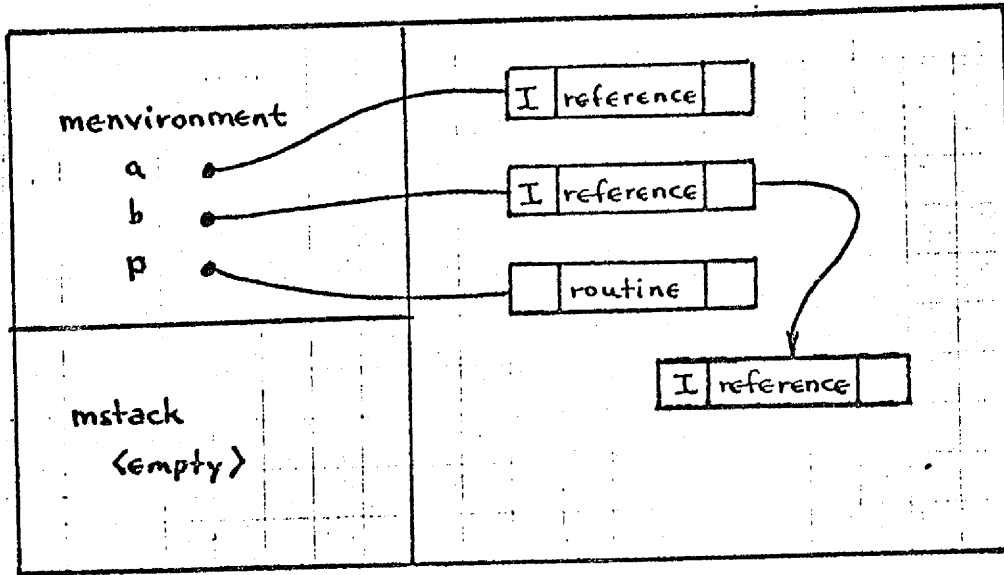 menvironment
a
b
p
mstack
<empty>
I reference
I reference
routine
I reference